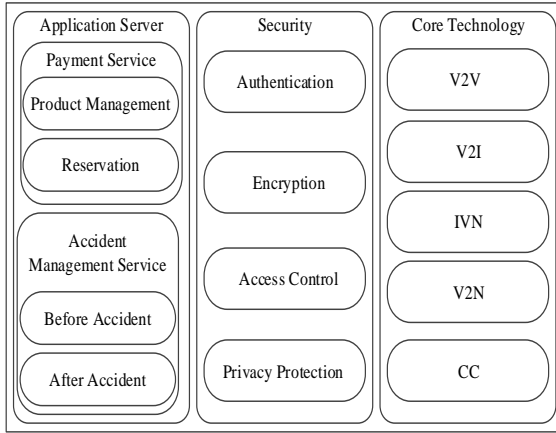 Application Server
Payment Service
Product Management
Reservation
Accident
Management Service
Before Accident
After Accident
Security
Authentication
Encryption
Access Control
Privacy Protection
Core Technology
V2V
V2I
IVN
V2N
CC